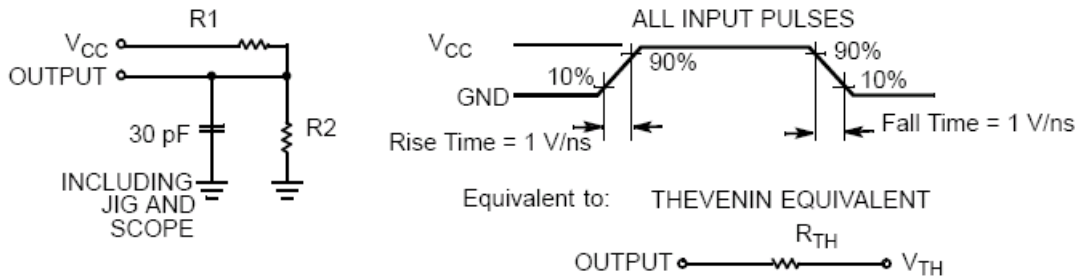 R1
VCC
OUTPUT
30 pF
R2
INCLUDING
JIG AND
SCOPE
ALL INPUT PULSES
VCC
GND
10%
90%
90%
10%
Rise Time = 1 V/ns
Fall Time = 1 V/ns
Equivalent to: THEVENIN EQUIVALENT
RTH
OUTPUT
VTH